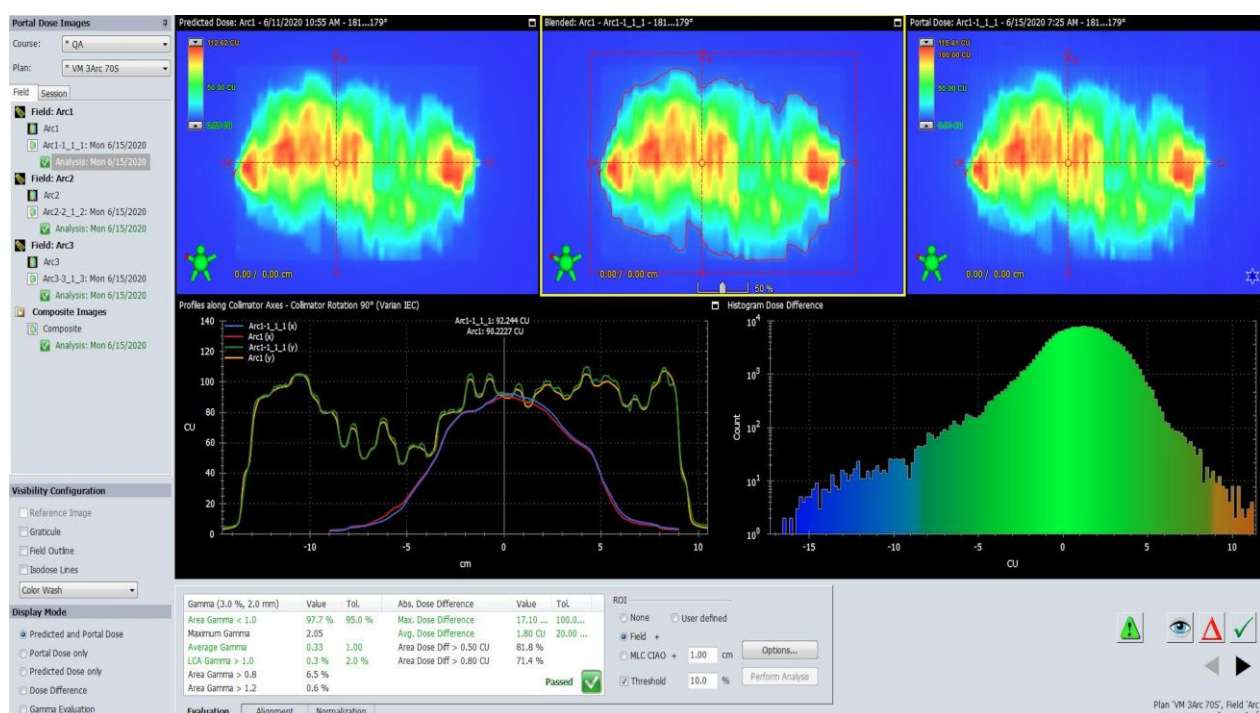 Portal Dose Images
Course: * QA
Plan: * VM 3Arc 70S
Field Session
Field: Arc1
Arc1
Arc1-1_1_1: Mon 6/15/2020
Analysis: Mon 6/15/2020
Field: Arc2
Arc2
Arc2-2_1_2: Mon 6/15/2020
Analysis: Mon 6/15/2020
Field: Arc3
Arc3
Arc3-3_1_3: Mon 6/15/2020
Analysis: Mon 6/15/2020
Composite Images
Composite
Analysis: Mon 6/15/2020
Visibility Configuration
Reference Image
Graticule
Field Outline
Isodose Lines
Color Wash
Display Mode
Predicted and Portal Dose
Portal Dose only
Predicted Dose only
Dose Difference
Gamma Evaluation
Predicted Dose: Arc1 - 6/11/2020 10:55 AM - 181...179°
112.62 CU
50.00 CU
0.00 / 0.00 cm
Blended: Arc1 - Arc1-1_1_1 - 181...179°
50 %
Portal Dose: Arc1-1_1_1 - 6/15/2020 7:25 AM - 181...179°
115.41 CU
100.00 CU
50.00 CU
0.00 / 0.00 cm
Profiles along Collimator Axes - Collimator Rotation 90° (Varian IEC)
Arc1-1_1_1 (x)
Arc1 (x)
Arc1-1_1_1 (y)
Arc1 (y)
Arc1-1_1_1: 92.244 CU
Arc1: 90.2227 CU
140
120
100
80
60
40
20
0
CU
-10 -5 0 5 10
cm
Histogram Dose Difference
10^4
10^3
10^2
10^1
10^0
Count
-15 -10 -5 0 5 10
CU
Gamma (3.0 %, 2.0 mm) Value Tol. Abs. Dose Difference Value Tol.
Area Gamma < 1.0 97.7 % 95.0 % Max. Dose Difference 17.10 ... 100.0...
Maximum Gamma 2.05 Avg. Dose Difference 1.80 CU 20.00 ...
Average Gamma 0.33 1.00 Area Dose Diff > 0.50 CU 81.8 %
LCA Gamma > 1.0 0.3 % 2.0 % Area Dose Diff > 0.80 CU 71.4 %
Area Gamma > 0.8 6.5 %
Area Gamma > 1.2 0.6 %
Passed
Evaluation Alignment Normalization
ROI
None User defined
Field +
MLC CIAO + 1.00 cm Options...
Threshold 10.0 % Perform Analysis
Plan 'VM 3Arc 70S', Field 'Arc